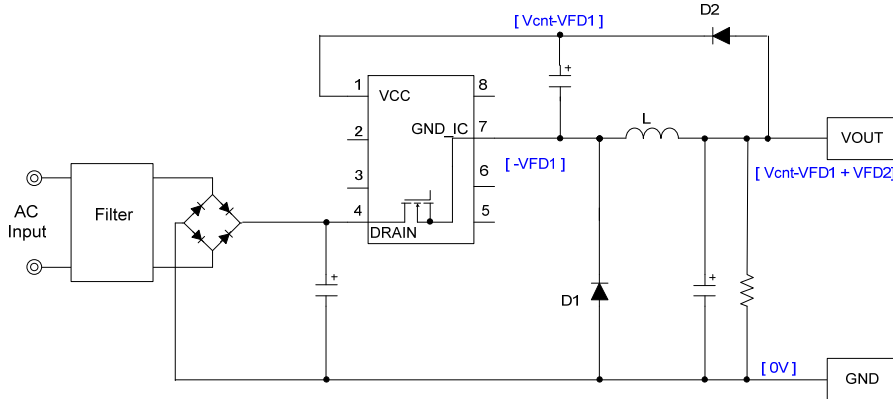 D2
[ Vcnt-VFD1]
+
1
8
VCC
2
GND_IC
7
L
VOUT
[ -VFD1]
[ Vcnt-VFD1 + VFD2]
3
6
AC
Input
Filter
4
5
DRAIN
+
D1
+
[ 0V ]
GND